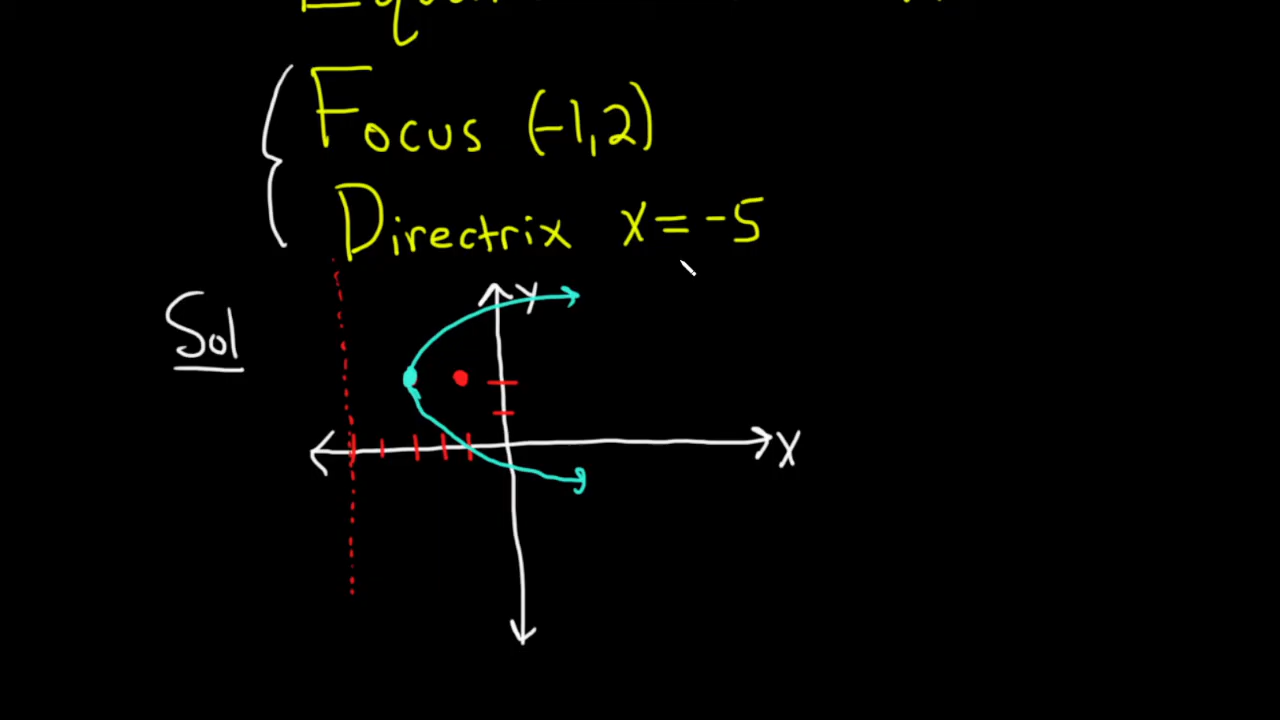 Focus (-1,2)
Directrix x = -5
Sol
y
x